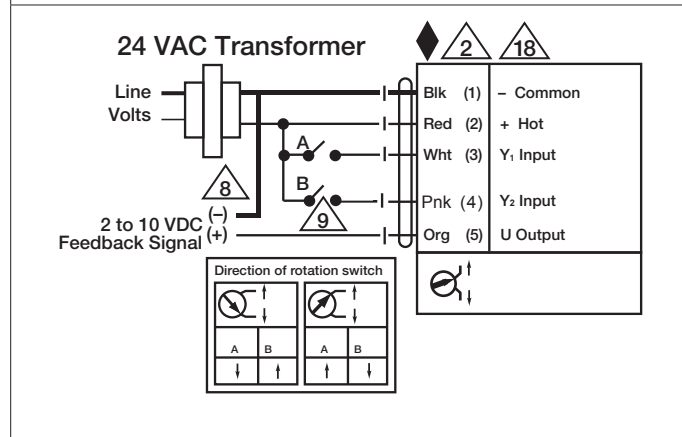 24 VAC Transformer
2
18
Line
Volts
Blk (1) – Common
Red (2) + Hot
A
Wht (3) Y₁ Input
8
B
Pnk (4) Y₂ Input
9
2 to 10 VDC (–)
Feedback Signal (+)
Org (5) U Output
Direction of rotation switch
A B A B